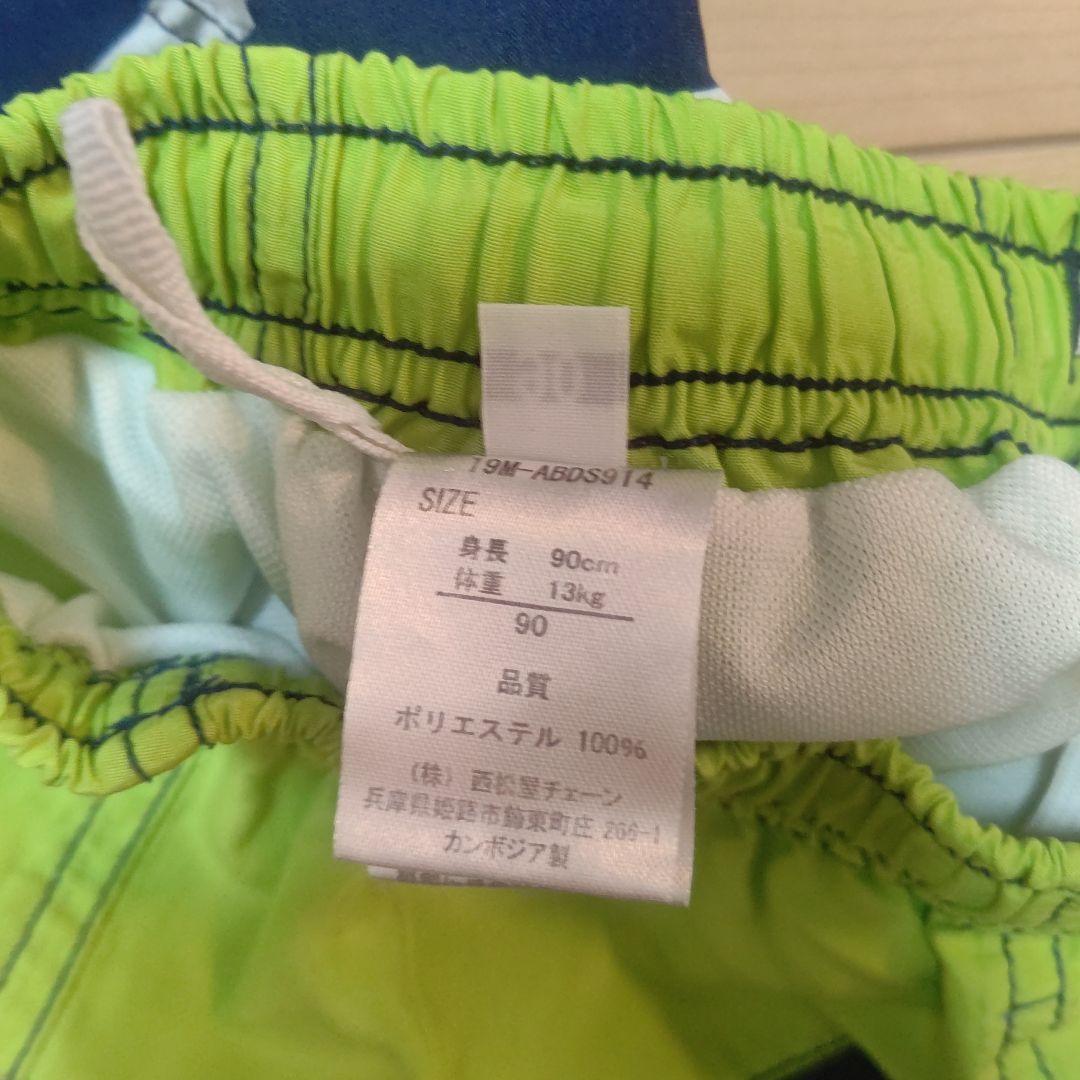 19M-ABDS914
SIZE
身長 90cm
体重 13kg
90
品質
ポリエステル 100%
(株) 西松屋チェーン
兵庫県姫路市飾東町庄 266-1
カンボジア製